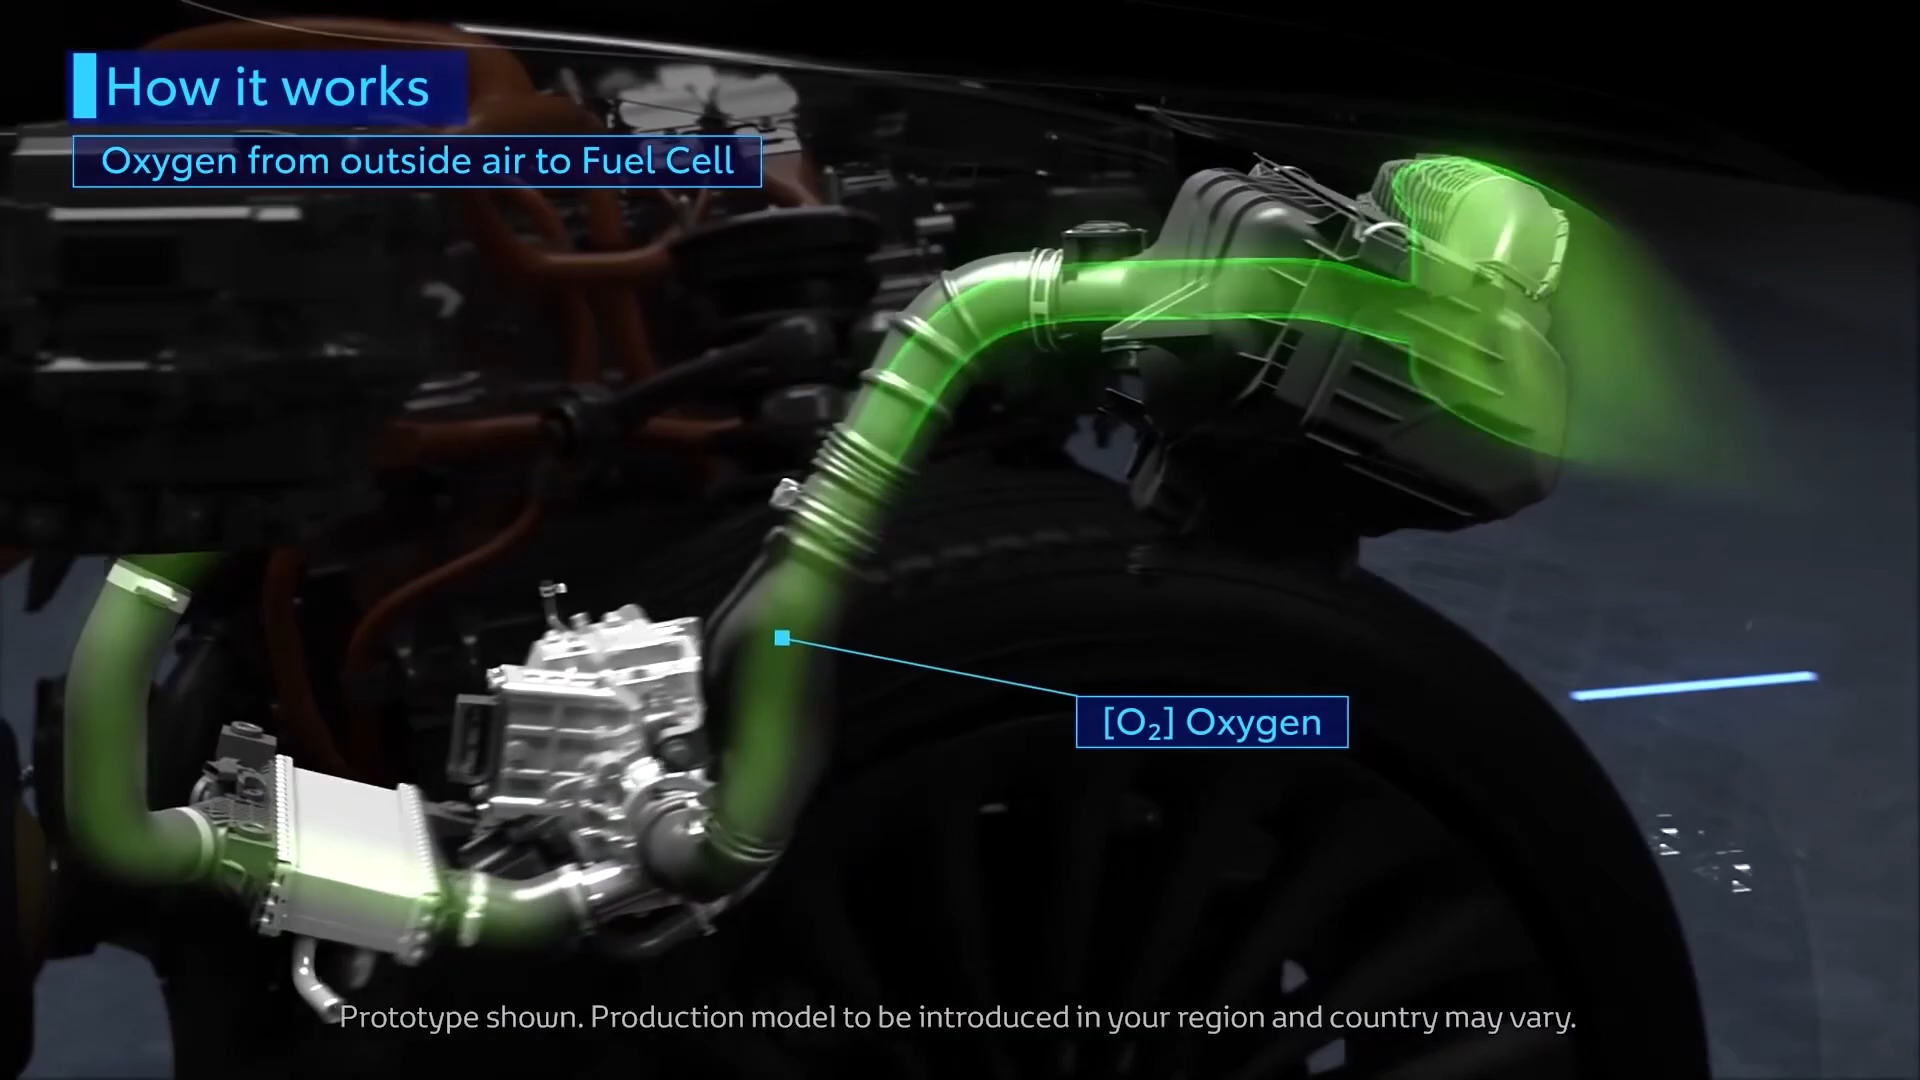 How it works
Oxygen from outside air to Fuel Cell
[O₂] Oxygen
Prototype shown. Production model to be introduced in your region and country may vary.